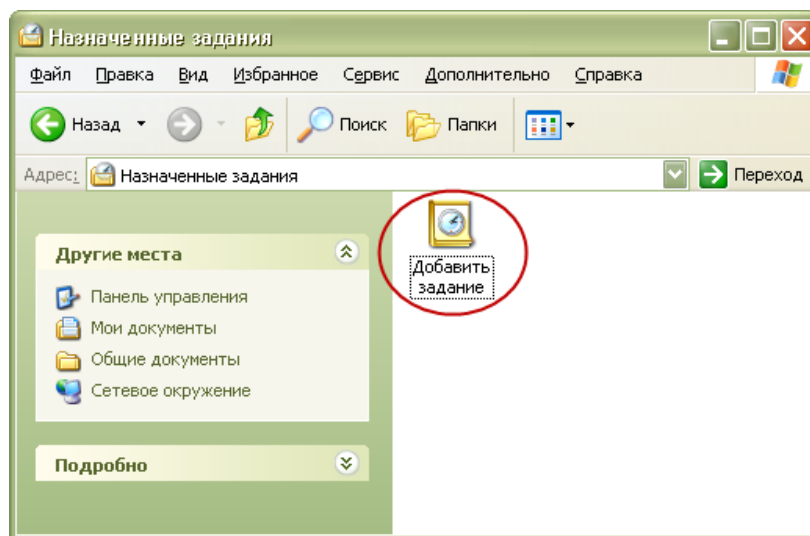 Назначенные задания
Файл Правка Вид Избранное Сервис Дополнительно Справка
Назад Поиск Папки
Адрес: Назначенные задания Переход
Другие места
Панель управления
Мои документы
Общие документы
Сетевое окружение
Подробно
Добавить
задание